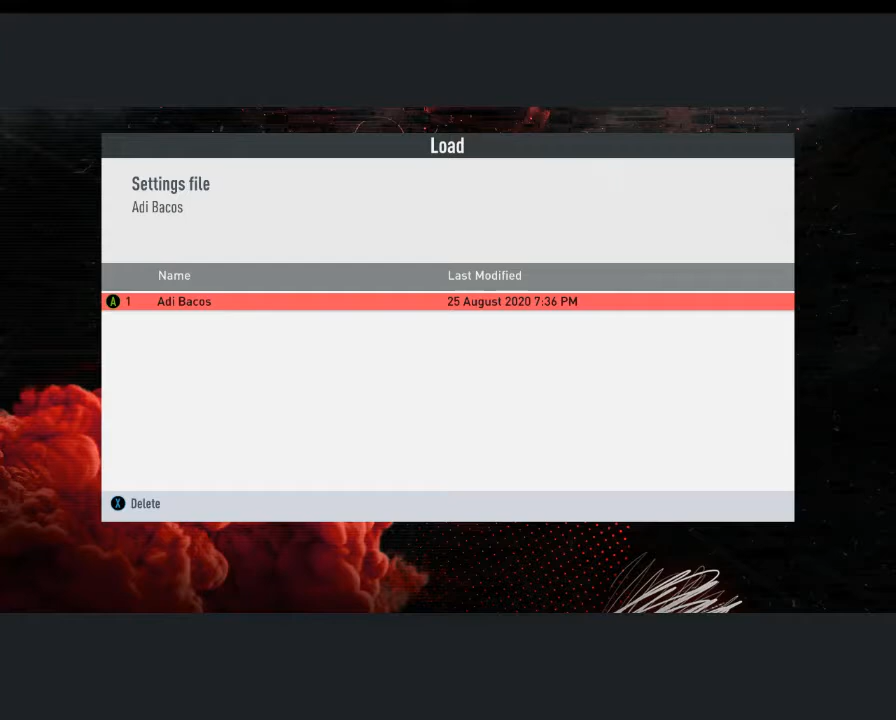 Load
Settings file
Adi Bacos
Name Last Modified
A 1 Adi Bacos 25 August 2020 7:36 PM
X Delete